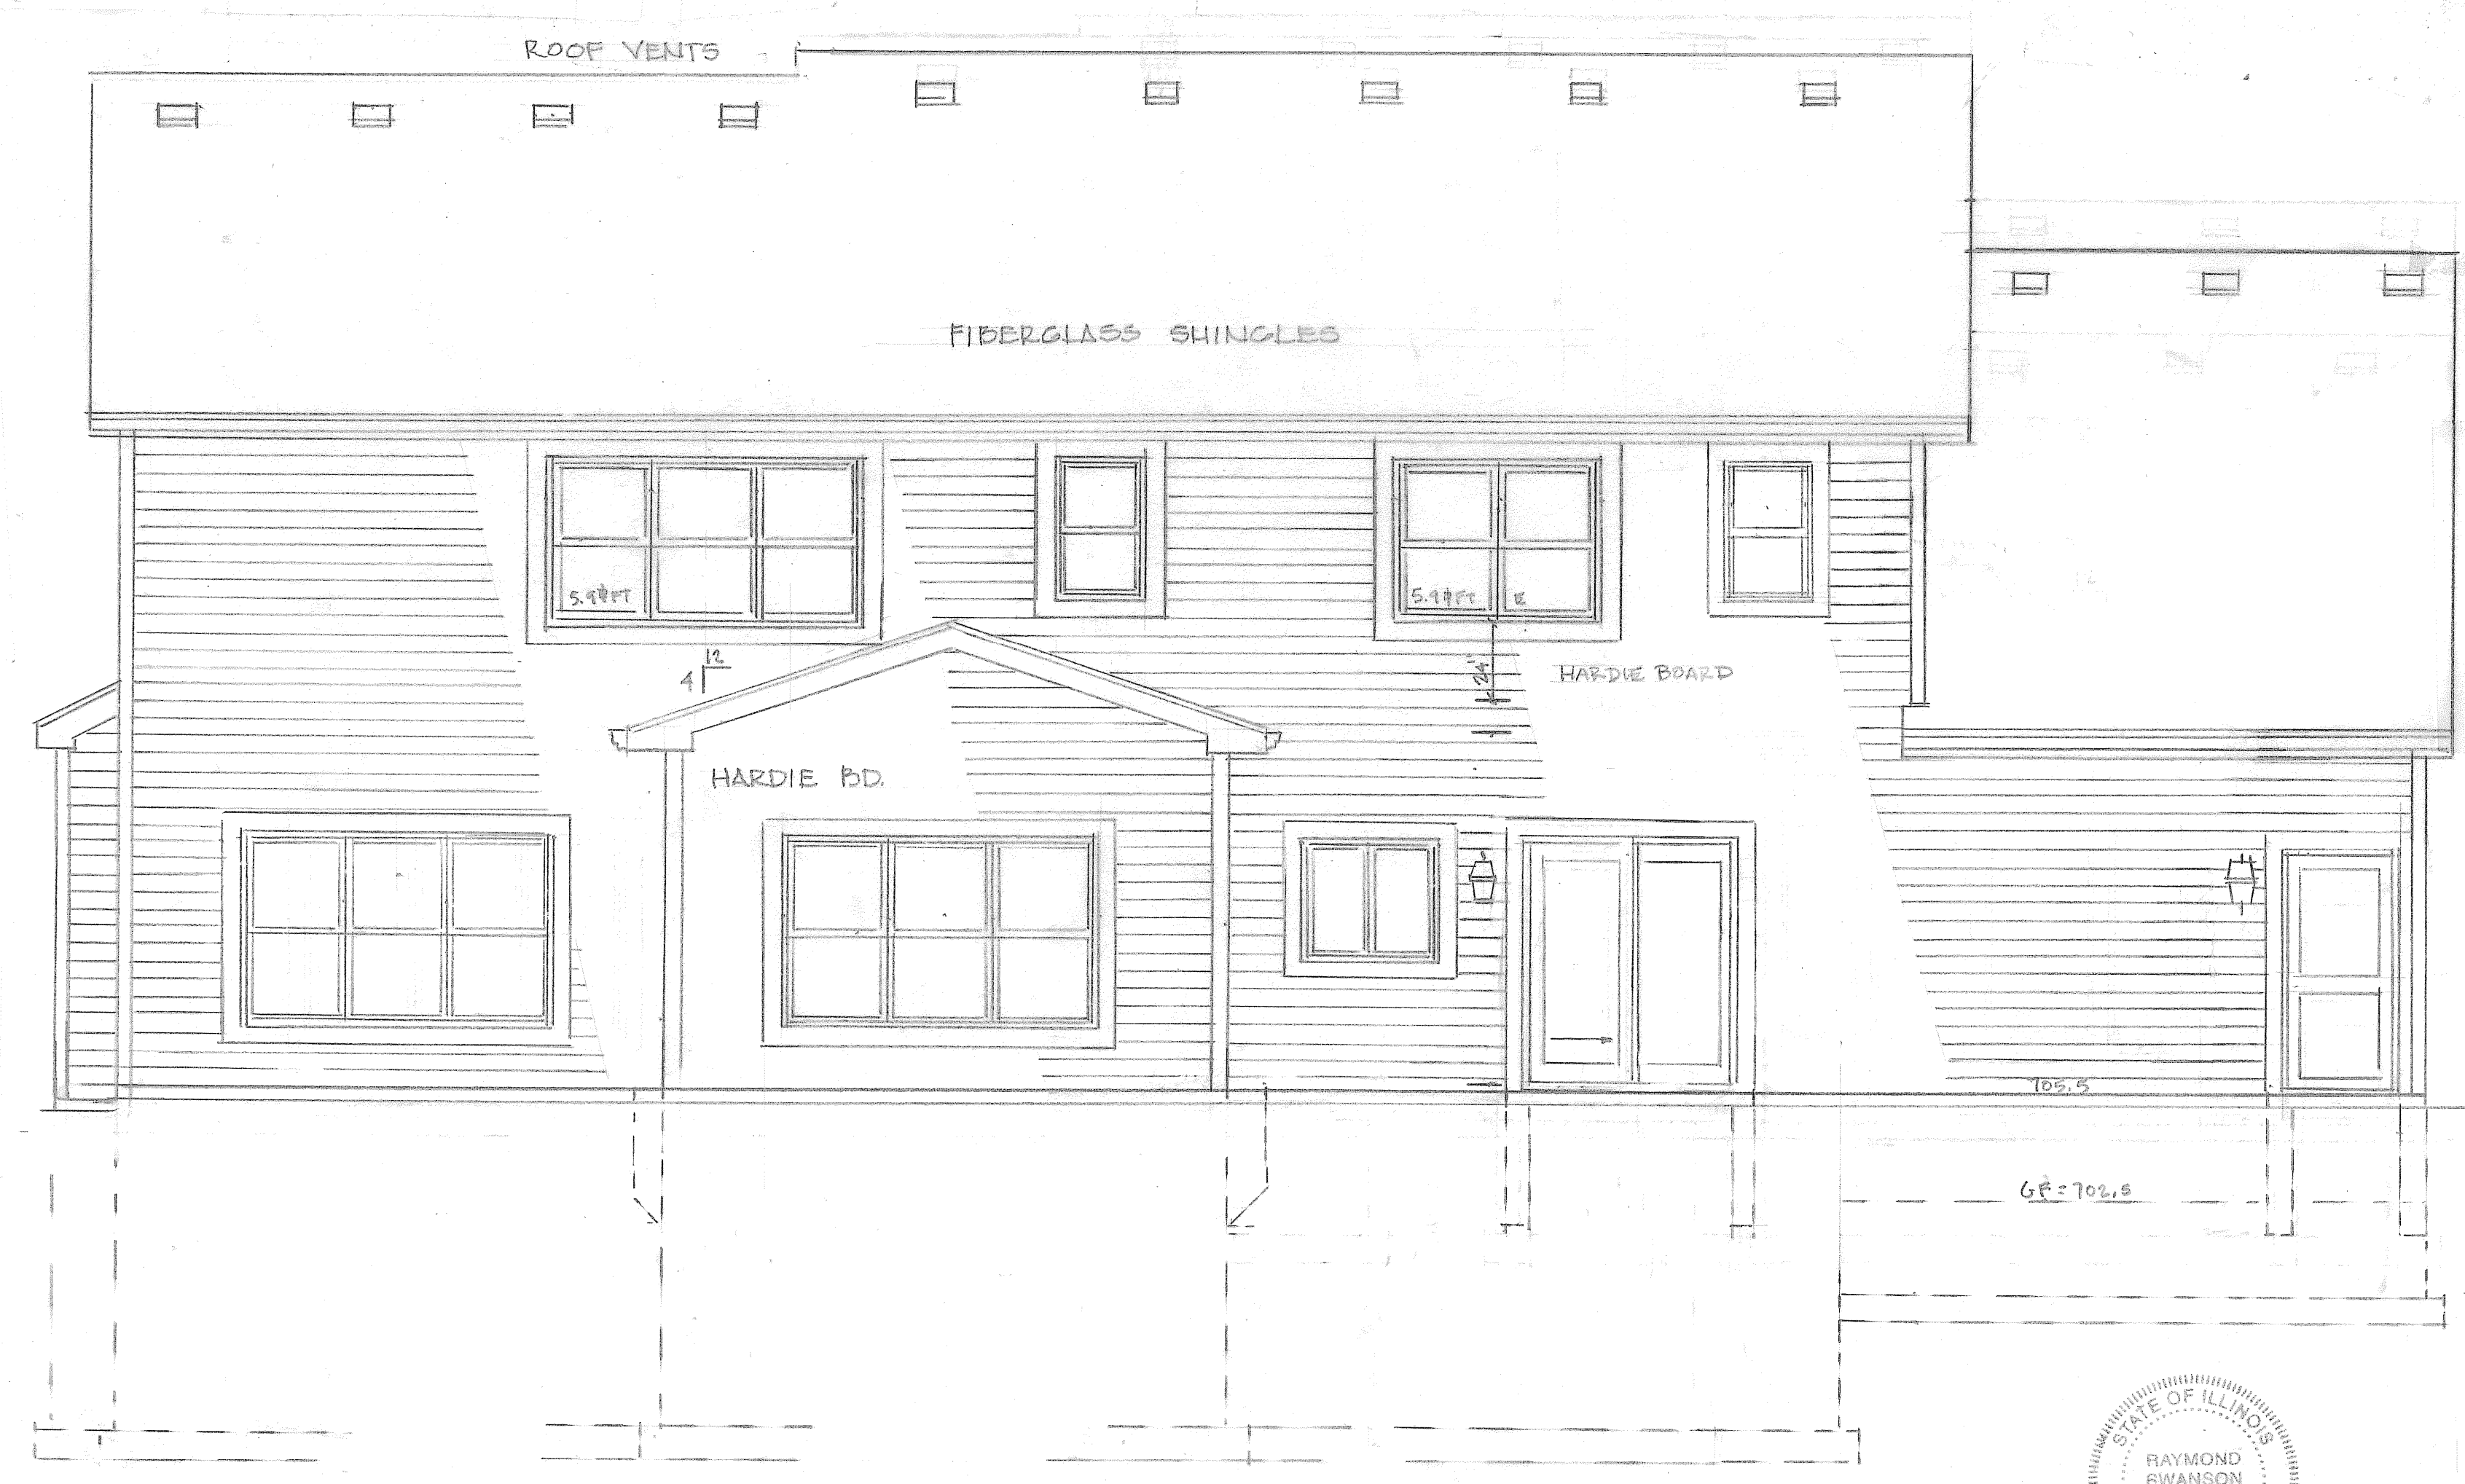 ROOF VENTS
FIBERGLASS SHINGLES
5.9 FT
5.9 FT E
12
4
24"
HARDIE BOARD
HARDIE BD.
705.5
GF = 702.5
STATE OF ILLINOIS
RAYMOND
SWANSON